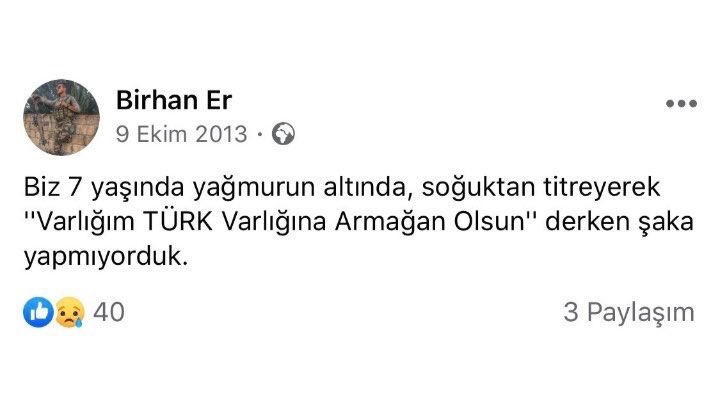 Birhan Er
9 Ekim 2013 ·
Biz 7 yaşında yağmurun altında, soğuktan titreyerek
"Varlığım TÜRK Varlığına Armağan Olsun" derken şaka
yapmıyorduk.
40
3 Paylaşım